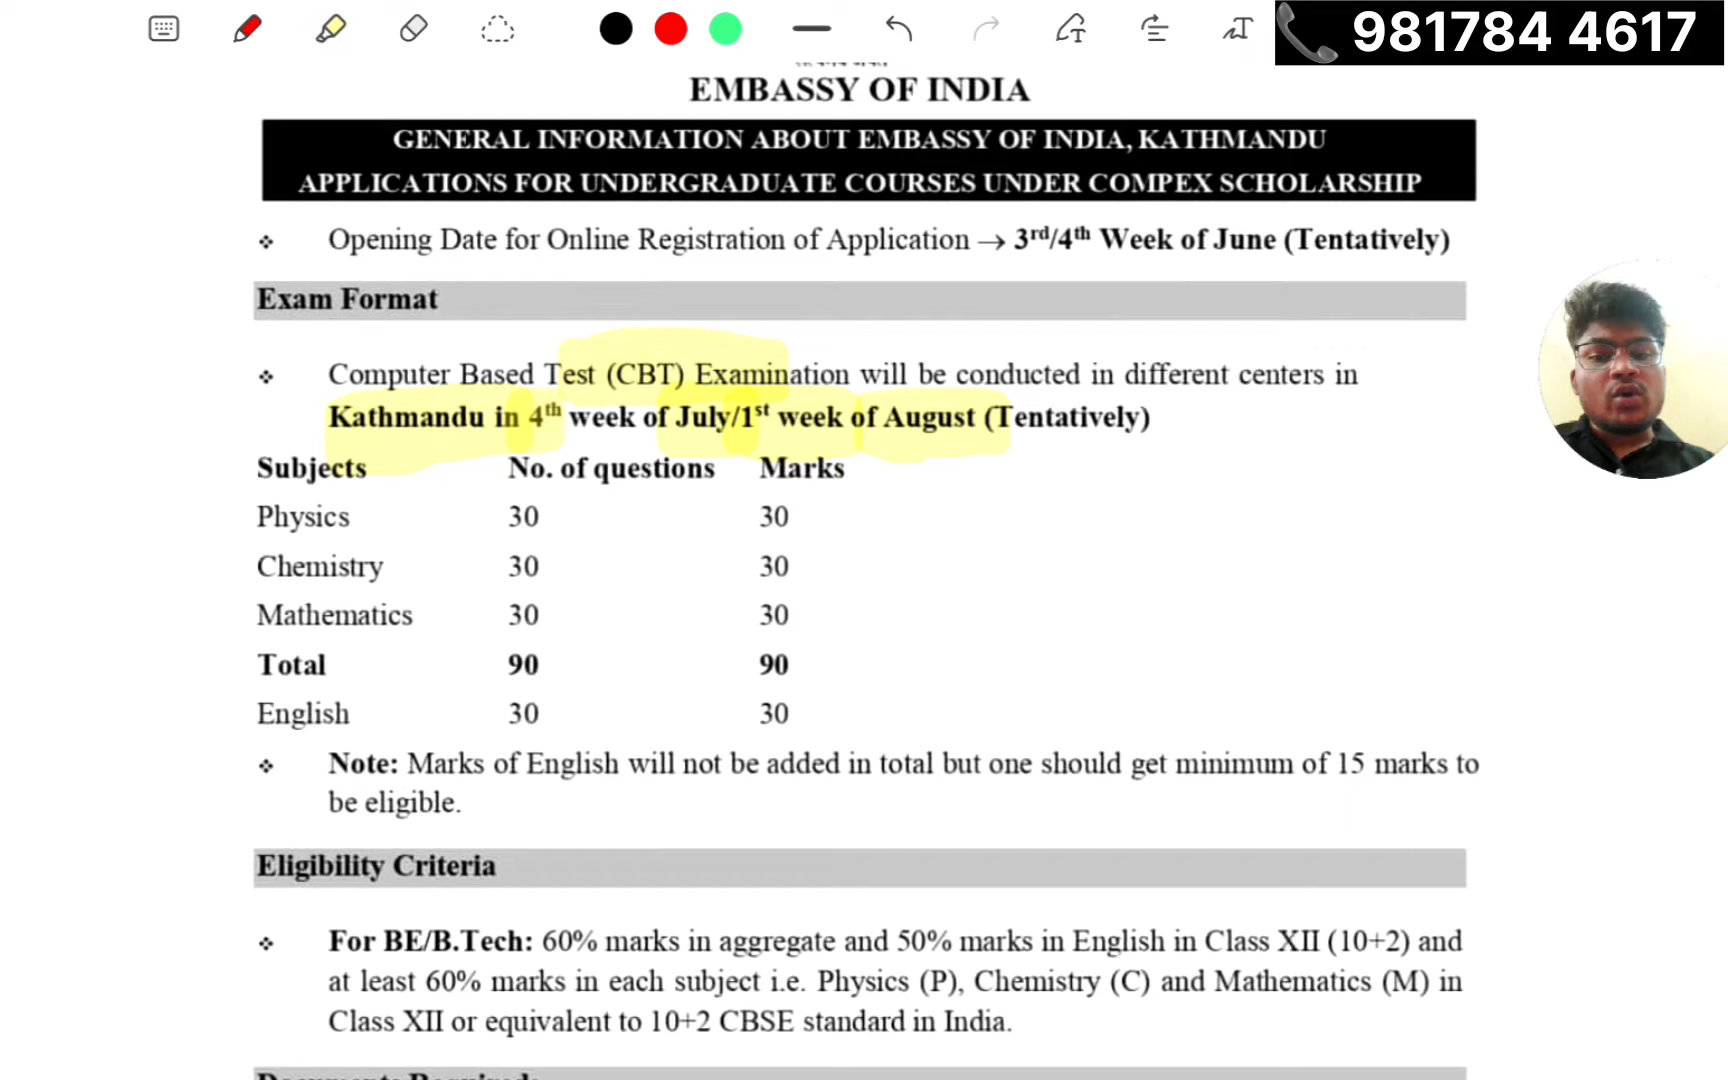 981784 4617
EMBASSY OF INDIA
GENERAL INFORMATION ABOUT EMBASSY OF INDIA, KATHMANDU
APPLICATIONS FOR UNDERGRADUATE COURSES UNDER COMPEX SCHOLARSHIP
❖ Opening Date for Online Registration of Application → 3rd/4th Week of June (Tentatively)
Exam Format
❖ Computer Based Test (CBT) Examination will be conducted in different centers in
Kathmandu in 4th week of July/1st week of August (Tentatively)
Subjects No. of questions Marks
Physics 30 30
Chemistry 30 30
Mathematics 30 30
Total 90 90
English 30 30
❖ Note: Marks of English will not be added in total but one should get minimum of 15 marks to
be eligible.
Eligibility Criteria
❖ For BE/B.Tech: 60% marks in aggregate and 50% marks in English in Class XII (10+2) and
at least 60% marks in each subject i.e. Physics (P), Chemistry (C) and Mathematics (M) in
Class XII or equivalent to 10+2 CBSE standard in India.